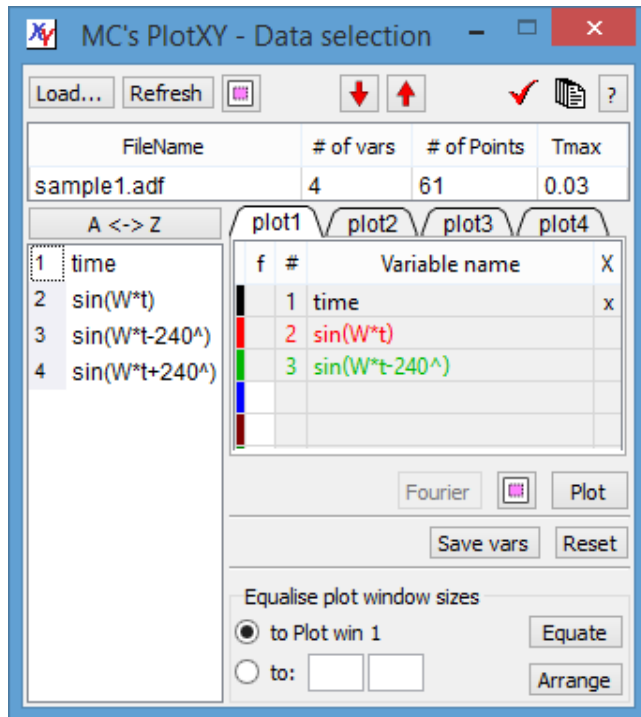 XY MC's PlotXY - Data selection
Load... Refresh ?
FileName # of vars # of Points Tmax
sample1.adf 4 61 0.03
A <-> Z plot1 plot2 plot3 plot4
1 time
2 sin(W*t)
3 sin(W*t-240^)
4 sin(W*t+240^)
f # Variable name X
1 time x
2 sin(W*t)
3 sin(W*t-240^)
Fourier Plot
Save vars Reset
Equalise plot window sizes
to Plot win 1 Equate
to: Arrange